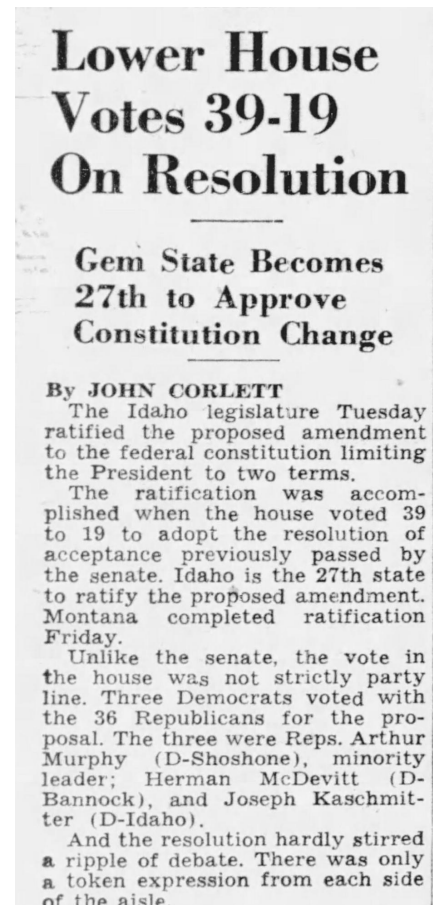 Lower House
Votes 39-19
On Resolution
Gem State Becomes
27th to Approve
Constitution Change
By JOHN CORLETT
The Idaho legislature Tuesday
ratified the proposed amendment
to the federal constitution limiting
the President to two terms.
The ratification was accom-
plished when the house voted 39
to 19 to adopt the resolution of
acceptance previously passed by
the senate. Idaho is the 27th state
to ratify the proposed amendment.
Montana completed ratification
Friday.
Unlike the senate, the vote in
the house was not strictly party
line. Three Democrats voted with
the 36 Republicans for the pro-
posal. The three were Reps. Arthur
Murphy (D-Shoshone), minority
leader; Herman McDevitt (D-
Bannock), and Joseph Kaschmit-
ter (D-Idaho).
And the resolution hardly stirred
a ripple of debate. There was only
a token expression from each side
of the aisle.